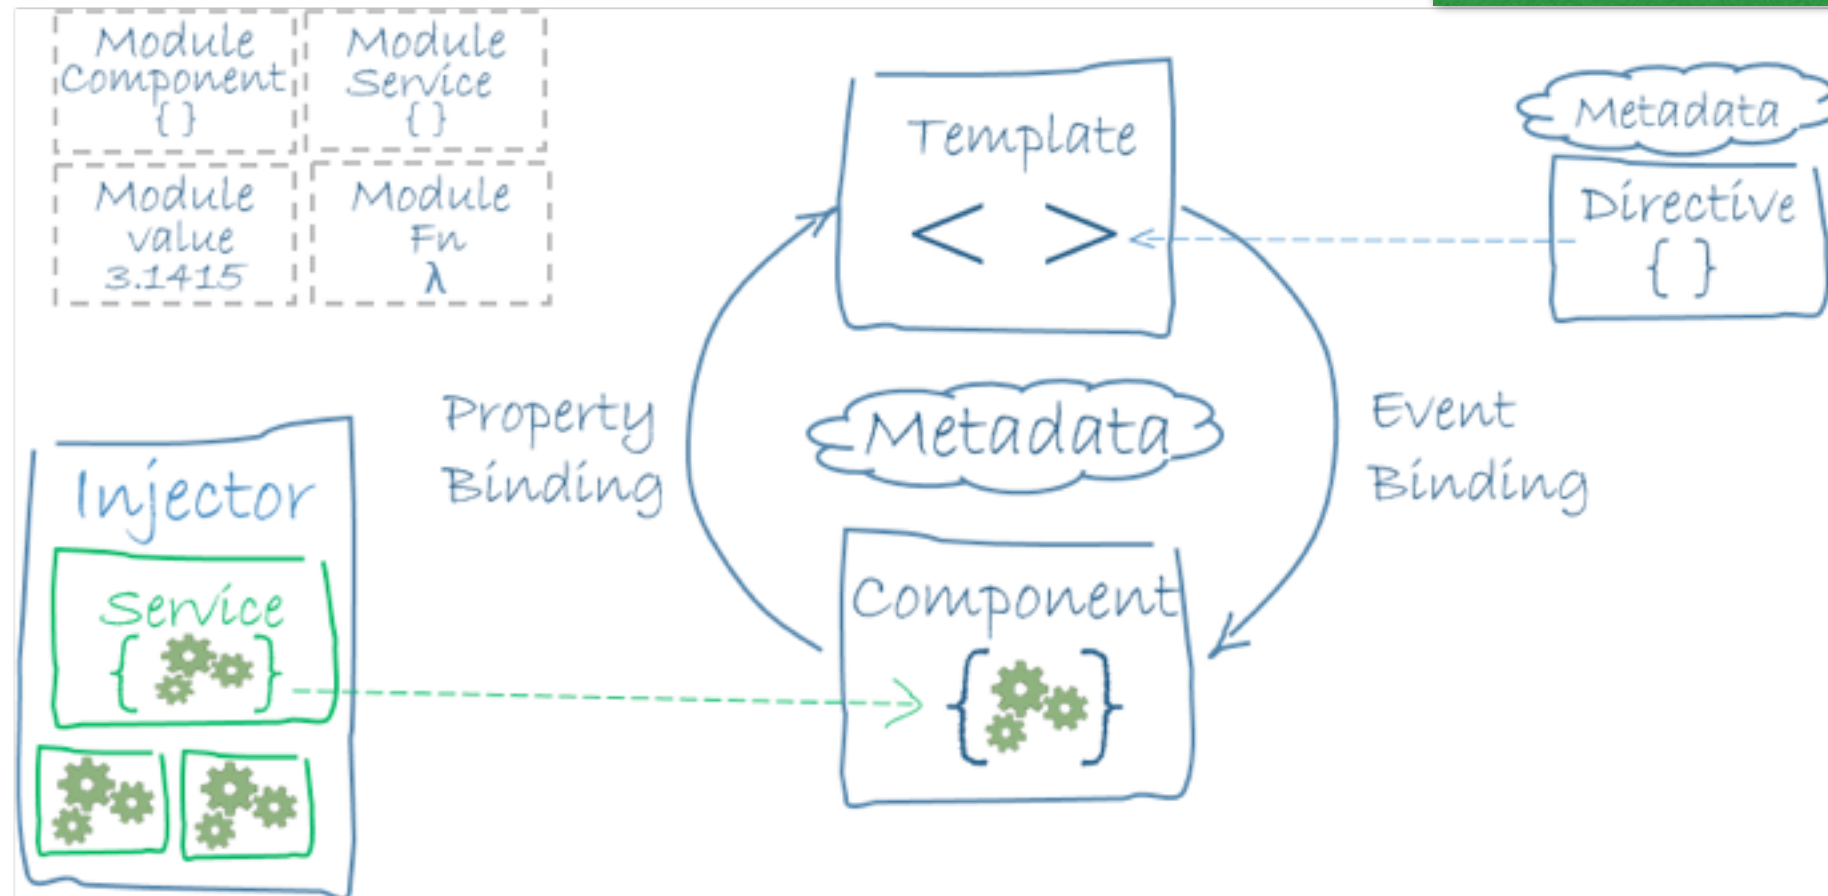 Module
Component
{ }
Module
Service
{ }
Module
value
3.1415
Module
Fn
λ
Template
< >
Metadata
Directive
{ }
Property
Binding
Metadata
Event
Binding
Injector
Service
{ }
Component
{ }